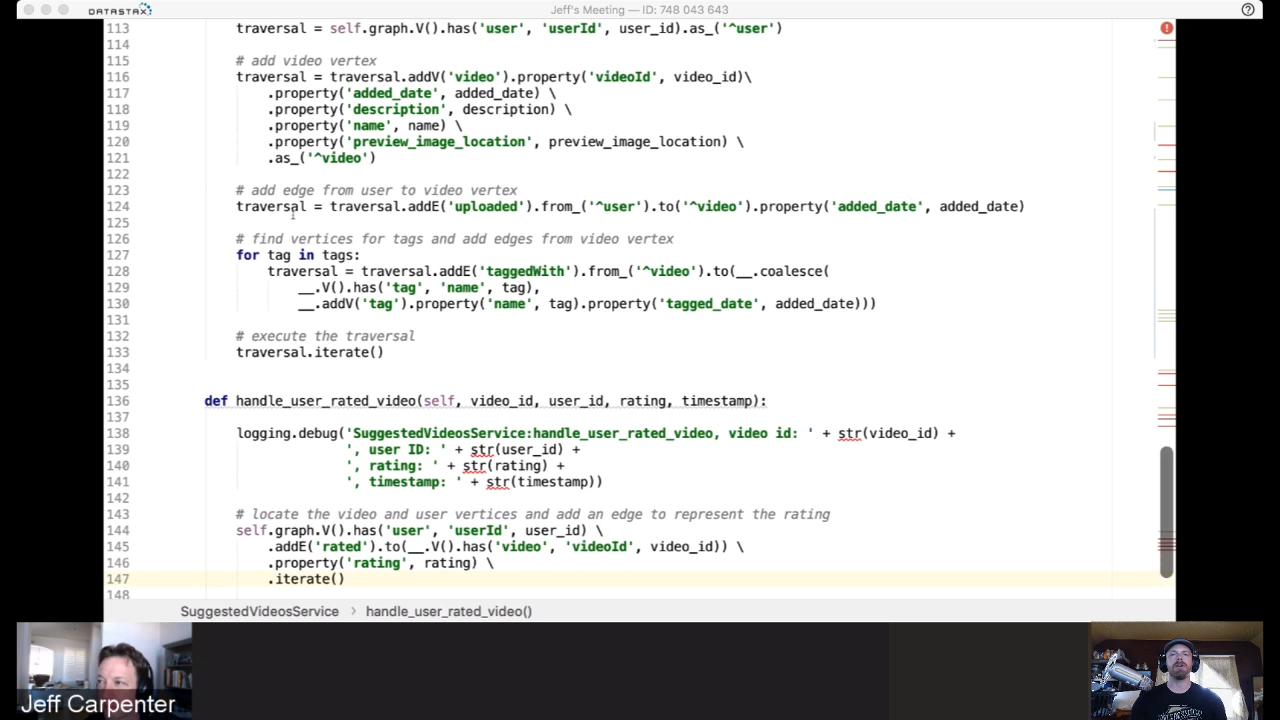 DATASTAX
Jeff's Meeting — ID: 748 043 643
113 traversal = self.graph.V().has('user', 'userId', user_id).as_('^user')
114
115 # add video vertex
116 traversal = traversal.addV('video').property('videoId', video_id)\
117 .property('added_date', added_date) \
118 .property('description', description) \
119 .property('name', name) \
120 .property('preview_image_location', preview_image_location) \
121 .as_('^video')
122
123 # add edge from user to video vertex
124 traversal = traversal.addE('uploaded').from_('^user').to('^video').property('added_date', added_date)
125
126 # find vertices for tags and add edges from video vertex
127 for tag in tags:
128 traversal = traversal.addE('taggedWith').from_('^video').to(__.coalesce(
129 __.V().has('tag', 'name', tag),
130 __.addV('tag').property('name', tag).property('tagged_date', added_date)))
131
132 # execute the traversal
133 traversal.iterate()
134
135
136 def handle_user_rated_video(self, video_id, user_id, rating, timestamp):
137
138 logging.debug('SuggestedVideosService:handle_user_rated_video, video id: ' + str(video_id) +
139 ', user ID: ' + str(user_id) +
140 ', rating: ' + str(rating) +
141 ', timestamp: ' + str(timestamp))
142
143 # locate the video and user vertices and add an edge to represent the rating
144 self.graph.V().has('user', 'userId', user_id) \
145 .addE('rated').to(__.V().has('video', 'videoId', video_id)) \
146 .property('rating', rating) \
147 .iterate()
148
SuggestedVideosService > handle_user_rated_video()
Jeff Carpenter